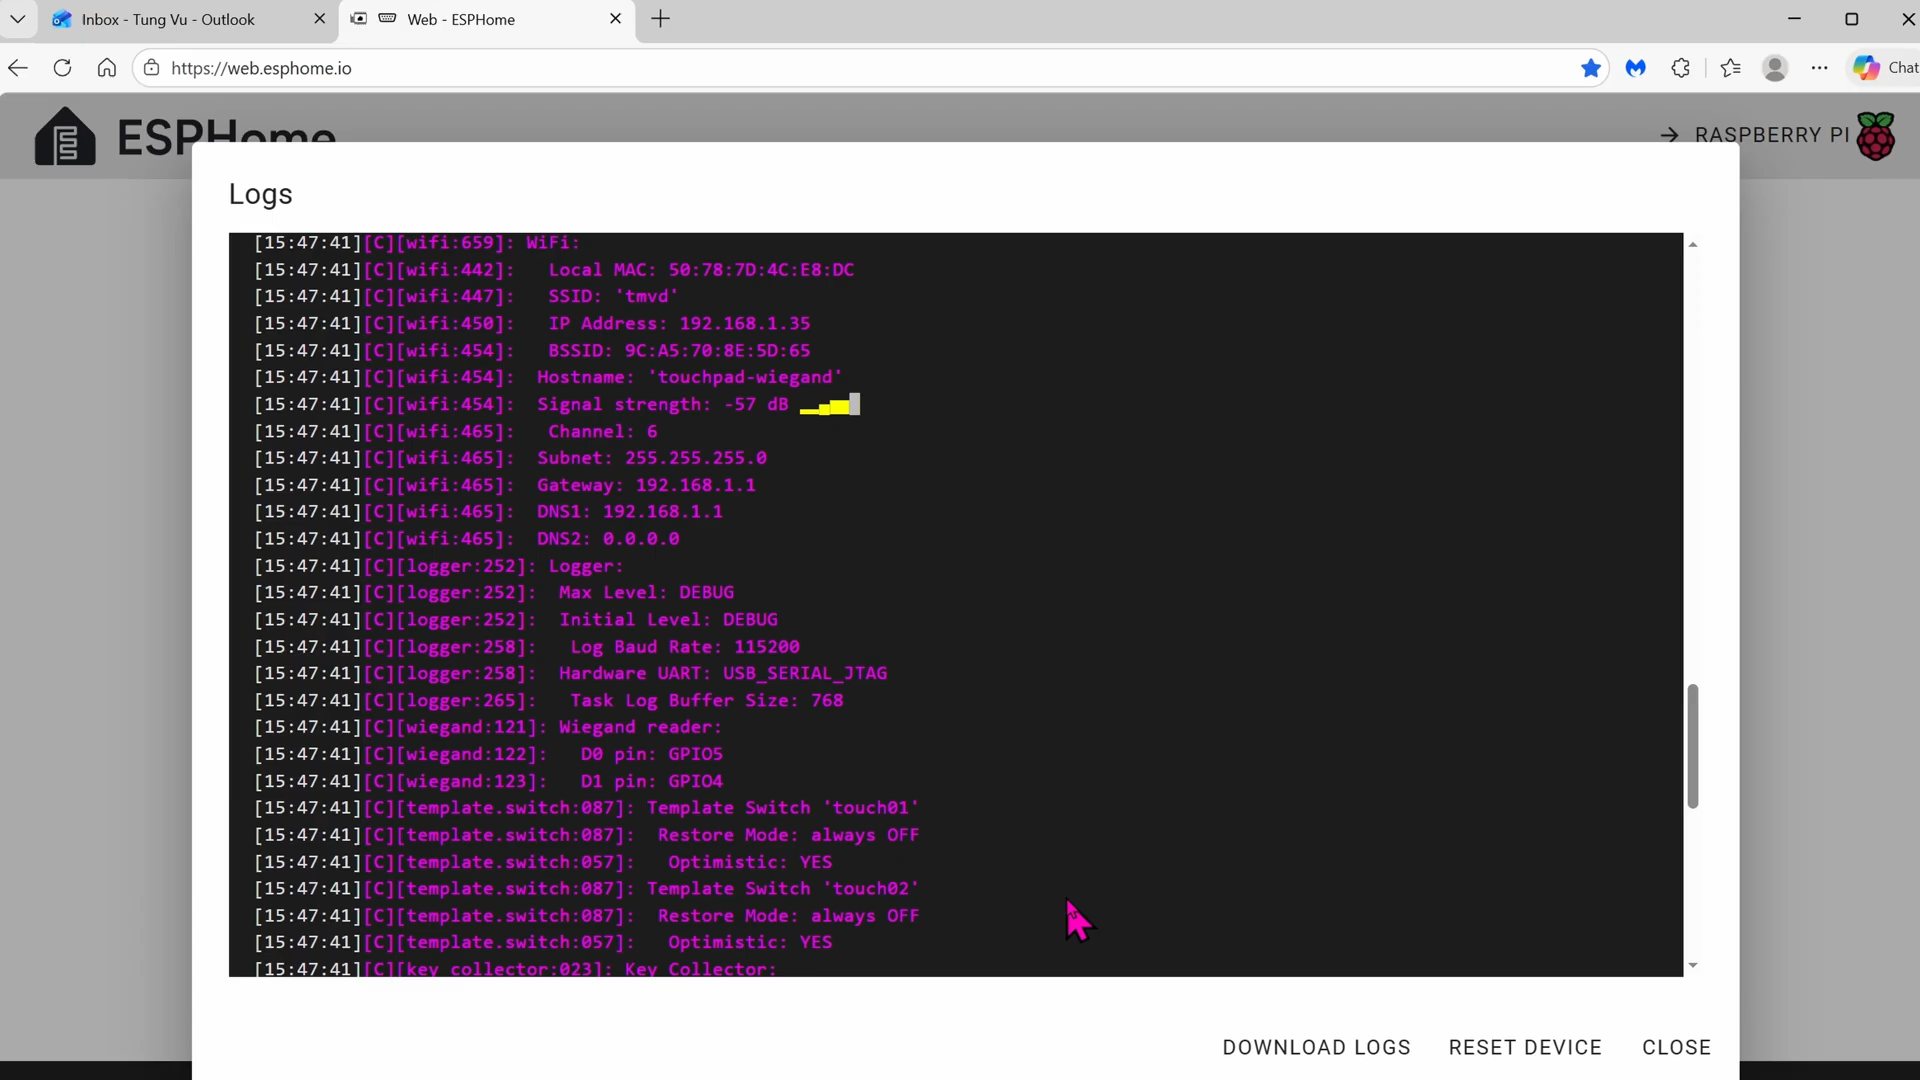 Inbox - Tung Vu - Outlook
Web - ESPHome
https://web.esphome.io
Chat
ESPHome
RASPBERRY PI
Logs
[15:47:41][C][wifi:659]: WiFi:
[15:47:41][C][wifi:442]: Local MAC: 50:78:7D:4C:E8:DC
[15:47:41][C][wifi:447]: SSID: 'tmvd'
[15:47:41][C][wifi:450]: IP Address: 192.168.1.35
[15:47:41][C][wifi:454]: BSSID: 9C:A5:70:8E:5D:65
[15:47:41][C][wifi:454]: Hostname: 'touchpad-wiegand'
[15:47:41][C][wifi:454]: Signal strength: -57 dB
[15:47:41][C][wifi:465]: Channel: 6
[15:47:41][C][wifi:465]: Subnet: 255.255.255.0
[15:47:41][C][wifi:465]: Gateway: 192.168.1.1
[15:47:41][C][wifi:465]: DNS1: 192.168.1.1
[15:47:41][C][wifi:465]: DNS2: 0.0.0.0
[15:47:41][C][logger:252]: Logger:
[15:47:41][C][logger:252]: Max Level: DEBUG
[15:47:41][C][logger:252]: Initial Level: DEBUG
[15:47:41][C][logger:258]: Log Baud Rate: 115200
[15:47:41][C][logger:258]: Hardware UART: USB_SERIAL_JTAG
[15:47:41][C][logger:265]: Task Log Buffer Size: 768
[15:47:41][C][wiegand:121]: Wiegand reader:
[15:47:41][C][wiegand:122]: D0 pin: GPIO5
[15:47:41][C][wiegand:123]: D1 pin: GPIO4
[15:47:41][C][template.switch:087]: Template Switch 'touch01'
[15:47:41][C][template.switch:087]: Restore Mode: always OFF
[15:47:41][C][template.switch:057]: Optimistic: YES
[15:47:41][C][template.switch:087]: Template Switch 'touch02'
[15:47:41][C][template.switch:087]: Restore Mode: always OFF
[15:47:41][C][template.switch:057]: Optimistic: YES
[15:47:41][C][key_collector:023]: Key Collector:
DOWNLOAD LOGS
RESET DEVICE
CLOSE